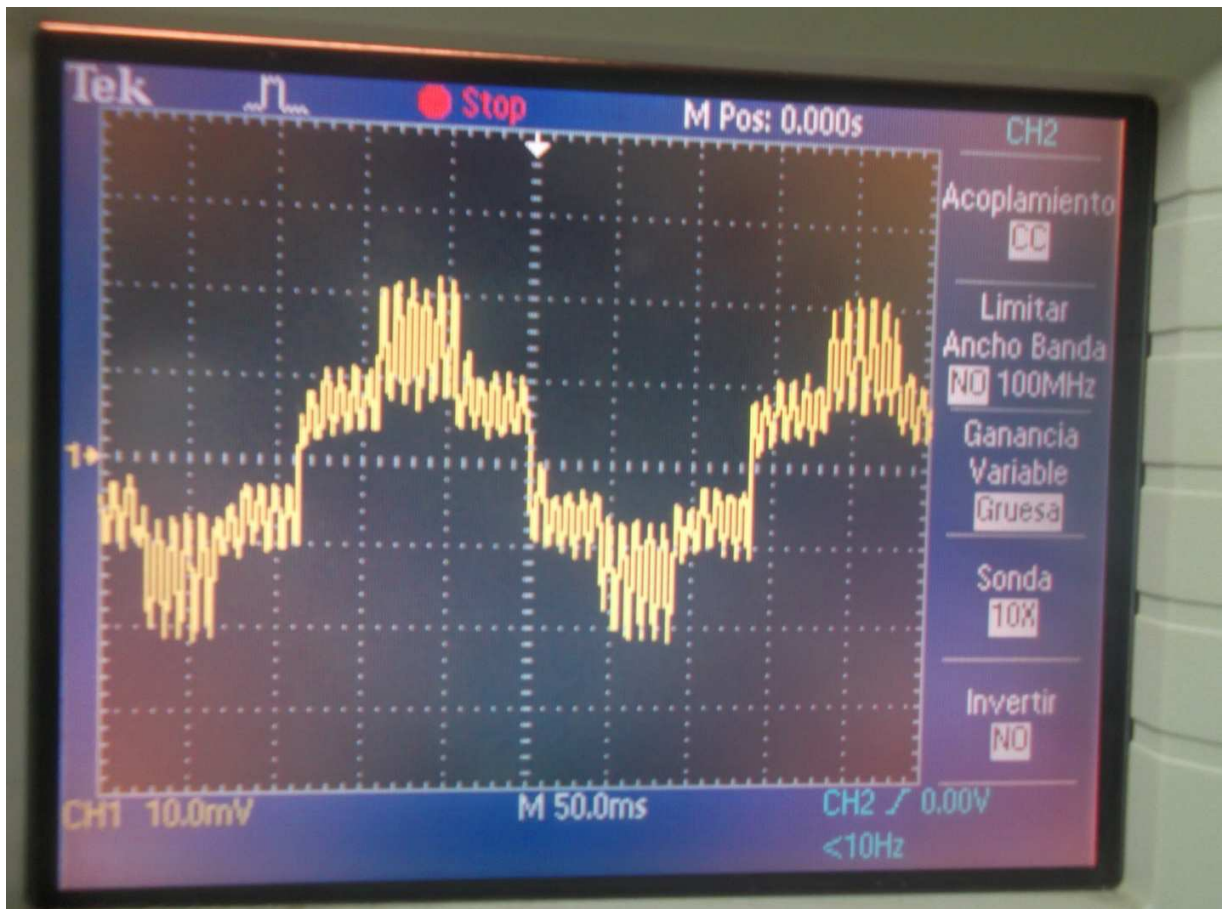 Tek
Stop
M Pos: 0.000s
CH2
Acoplamiento
CC
Limitar
Ancho Banda
NO 100MHz
Ganancia
Variable
Gruesa
Sonda
10X
Invertir
NO
1
CH1 10.0mV
M 50.0ms
CH2 0.00V
<10Hz